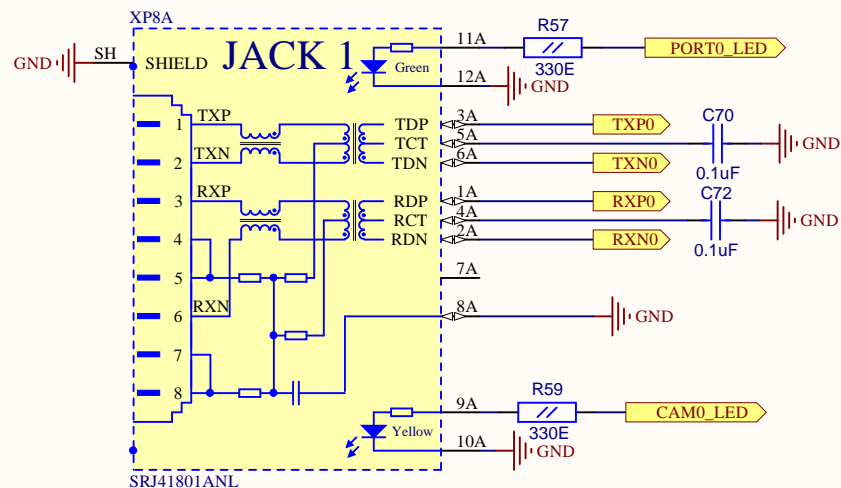 XP8A
JACK 1
GND
SH
SHIELD
11A
R57
330E
PORT0_LED
Green
12A
GND
1
TXP
TDP
3A
TXP0
C70
0.1uF
TCT
5A
GND
2
TXN
TDN
6A
TXN0
3
RXP
RDP
1A
RXP0
C72
0.1uF
RCT
4A
GND
4
RDN
2A
RXN0
5
7A
6
RXN
8A
GND
7
8
9A
R59
330E
CAM0_LED
Yellow
10A
GND
SRJ41801ANL